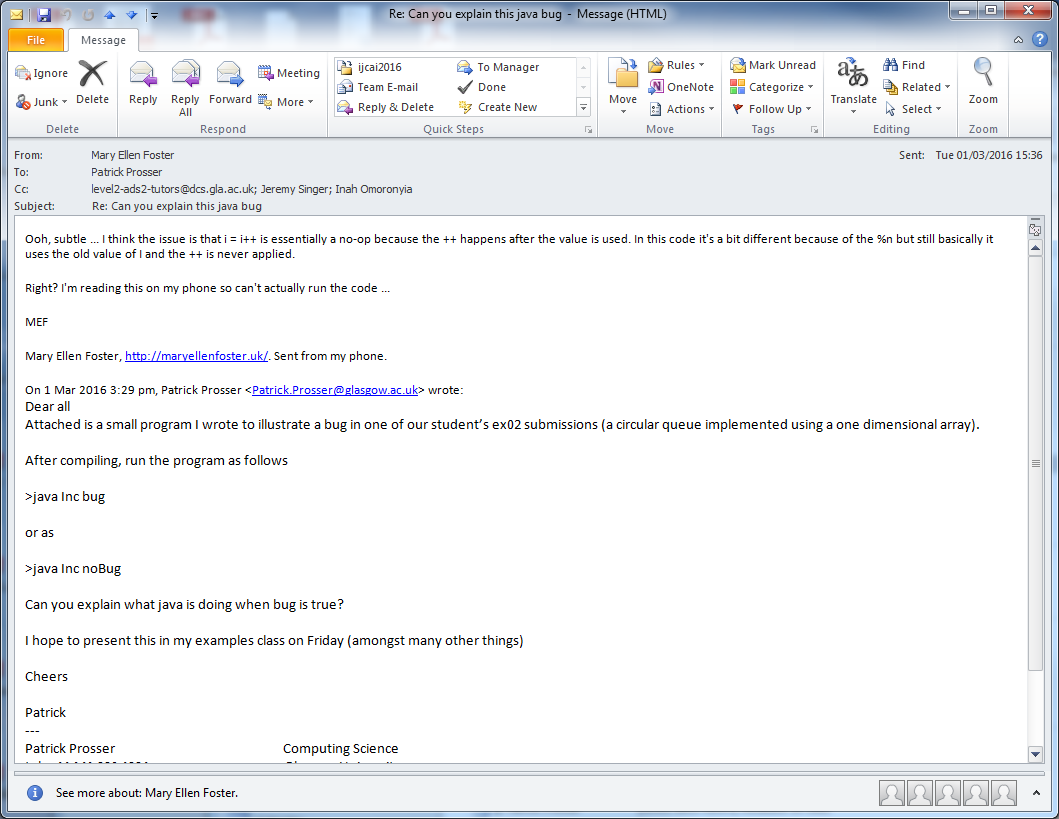 Re: Can you explain this java bug - Message (HTML)
File Message
Ignore
Junk
Delete
Reply
Reply All
Forward
Meeting
More
ijcai2016
Team E-mail
Reply & Delete
To Manager
Done
Create New
Move
Rules
OneNote
Actions
Mark Unread
Categorize
Follow Up
Translate
Find
Related
Select
Zoom
Delete Respond Quick Steps Move Tags Editing Zoom
From: Mary Ellen Foster Sent: Tue 01/03/2016 15:36
To: Patrick Prosser
Cc: level2-ads2-tutors@dcs.gla.ac.uk; Jeremy Singer; Inah Omoronyia
Subject: Re: Can you explain this java bug
Ooh, subtle ... I think the issue is that i = i++ is essentially a no-op because the ++ happens after the value is used. In this code it's a bit different because of the %n but still basically it
uses the old value of I and the ++ is never applied.
Right? I'm reading this on my phone so can't actually run the code ...
MEF
Mary Ellen Foster, http://maryellenfoster.uk/. Sent from my phone.
On 1 Mar 2016 3:29 pm, Patrick Prosser <Patrick.Prosser@glasgow.ac.uk> wrote:
Dear all
Attached is a small program I wrote to illustrate a bug in one of our student’s ex02 submissions (a circular queue implemented using a one dimensional array).
After compiling, run the program as follows
>java Inc bug
or as
>java Inc noBug
Can you explain what java is doing when bug is true?
I hope to present this in my examples class on Friday (amongst many other things)
Cheers
Patrick
---
Patrick Prosser Computing Science
See more about: Mary Ellen Foster.